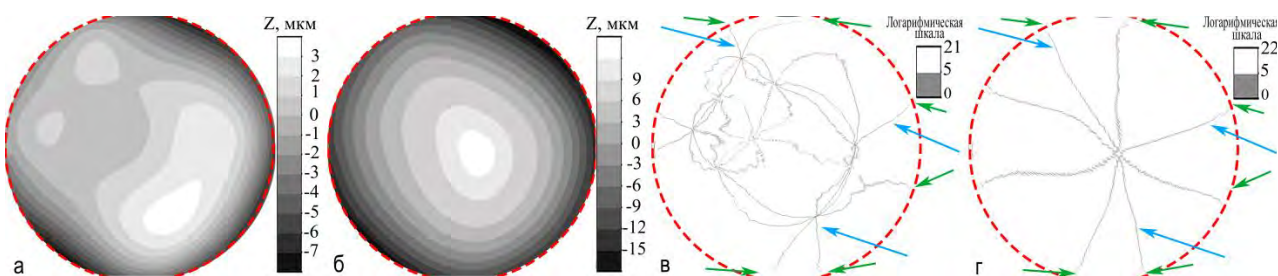 Z, мкм
3
2
1
0
-1
-2
-3
-4
-5
-6
-7
а
Z, мкм
9
6
3
0
-3
-6
-9
-12
-15
б
Логарифмическая
шкала
21
5
0
в
Логарифмическая
шкала
22
5
0
г